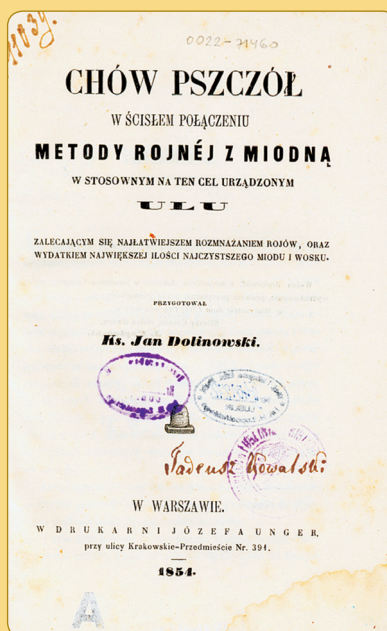 11839.
0022-71460
CHÓW PSZCZÓŁ
W ŚCISŁEM POŁĄCZENIU
METODY ROJNÉJ Z MIODNĄ
W STOSOWNYM NA TEN CEL URZĄDZONYM
ULU
ZALECAJĄCYM SIĘ NAJŁATWIEJSZEM ROZMNAŻANIEM ROJÓW, ORAZ
WYDATKIEM NAJWIĘKSZEJ ILOŚCI NAJCZYSTSZEGO MIODU I WOSKU.
PRZYGOTOWAŁ
Ks. Jan Dolinowski.
Tadeusz Kowalski
W WARSZAWIE.
W DRUKARNI JÓZEFA UNGER,
przy ulicy Krakowskie-Przedmieście Nr. 391.
1854.
A